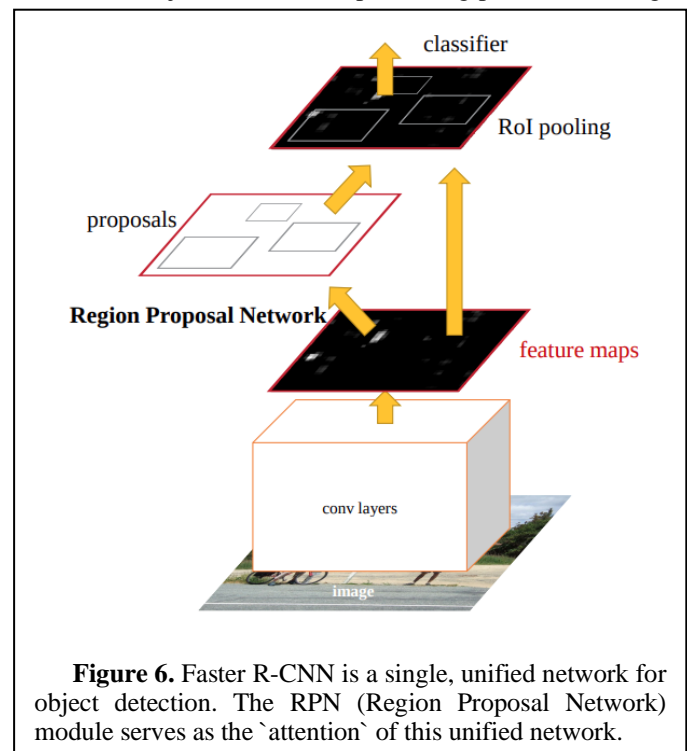 classifier
RoI pooling
proposals
Region Proposal Network
feature maps
conv layers
image
Figure 6. Faster R-CNN is a single, unified network for
object detection. The RPN (Region Proposal Network)
module serves as the `attention` of this unified network.